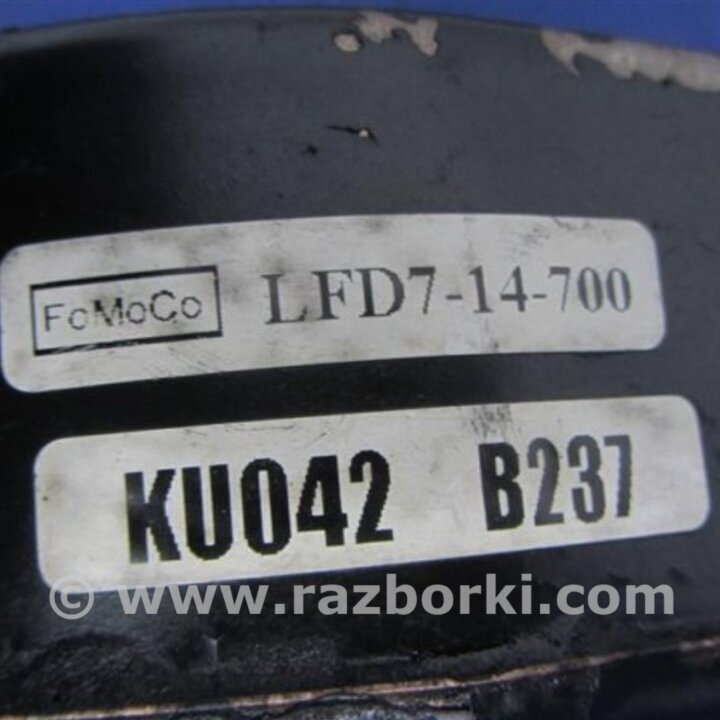 FoMoCo LFD7-14-700
KU042 B237
© www.razborki.com